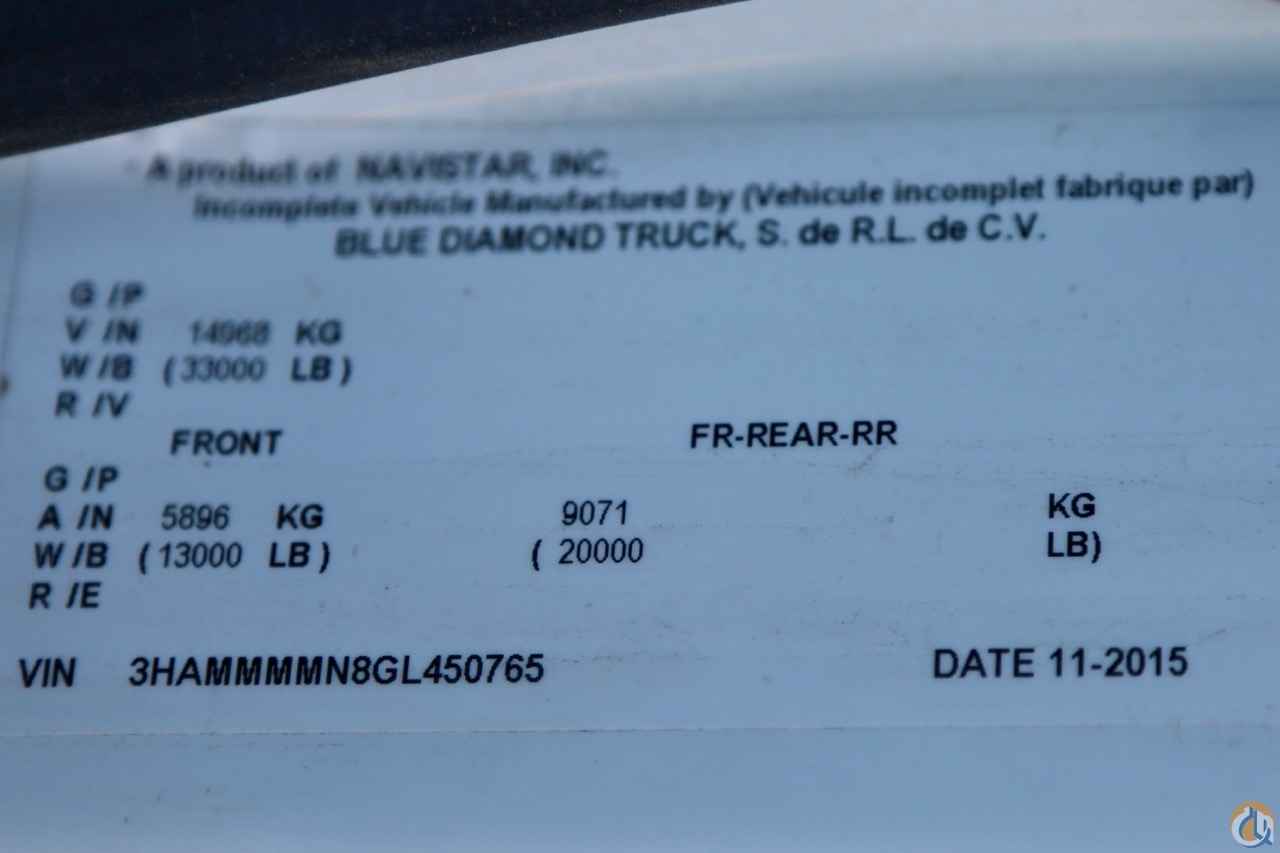 A product of NAVISTAR, INC.
Incomplete Vehicle Manufactured by (Vehicule incomplet fabrique par)
BLUE DIAMOND TRUCK, S. de R.L. de C.V.
G /P
V /N 14968 KG
W /B (33000 LB)
R /V
FRONT FR-REAR-RR
G /P
A /N 5896 KG 9071 KG
W /B (13000 LB) ( 20000 LB)
R /E
VIN 3HAMMMMN8GL450765 DATE 11-2015